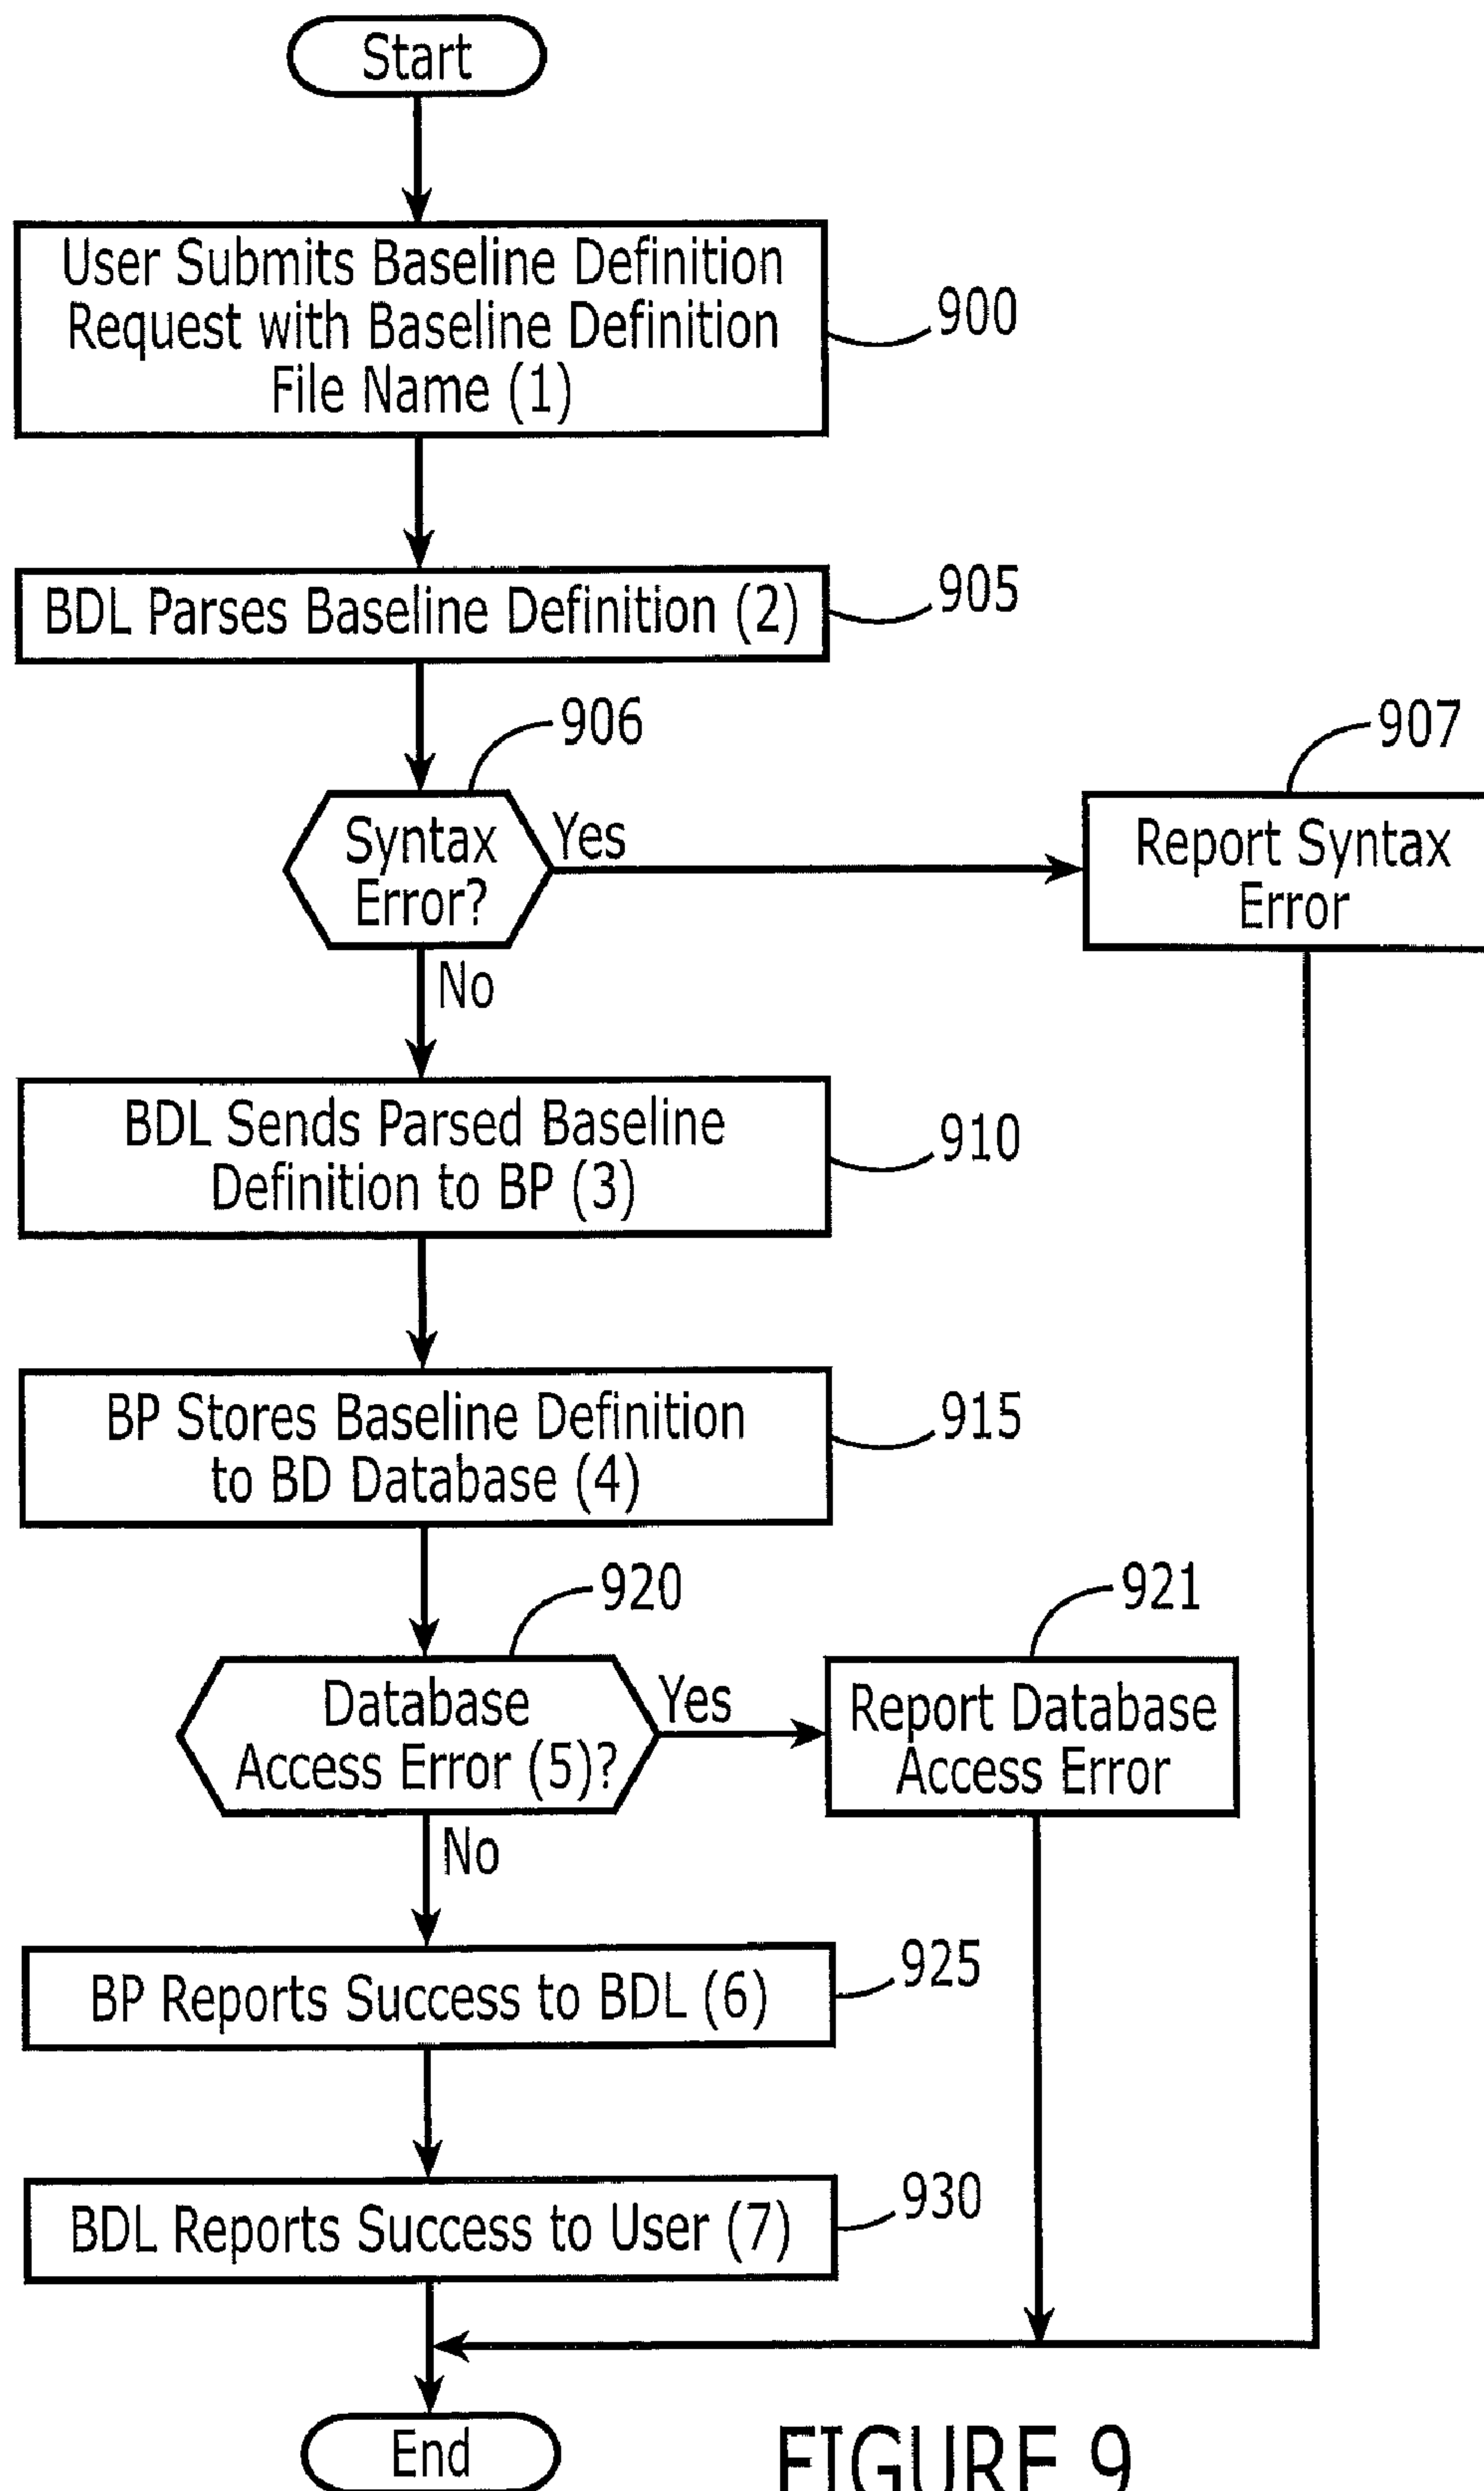 Start
User Submits Baseline Definition
Request with Baseline Definition
File Name (1)
900
BDL Parses Baseline Definition (2)
905
906
907
Syntax
Error?
Yes
Report Syntax
Error
No
BDL Sends Parsed Baseline
Definition to BP (3)
910
BP Stores Baseline Definition
to BD Database (4)
915
920
921
Database
Access Error (5)?
Yes
Report Database
Access Error
No
BP Reports Success to BDL (6)
925
BDL Reports Success to User (7)
930
End
FIGURE 9